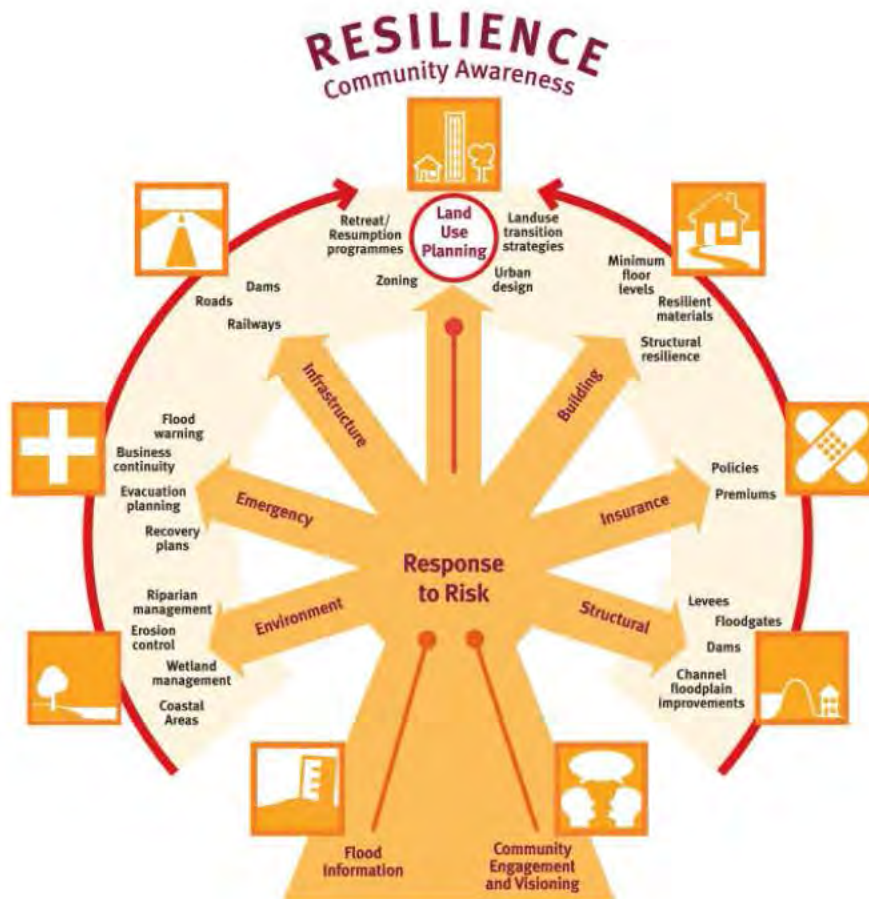 RESILIENCE
Community Awareness
Land
Use
Planning
Retreat/
Resumption
programmes
Zoning
Landuse
transition
strategies
Urban
design
Dams
Roads
Railways
Infrastructure
Minimum
floor
levels
Resilient
materials
Structural
resilience
Building
Flood
warning
Business
continuity
Evacuation
planning
Recovery
plans
Emergency
Policies
Premiums
Insurance
Response
to Risk
Riparian
management
Erosion
control
Wetland
management
Coastal
Areas
Environment
Levees
Floodgates
Dams
Channel
floodplain
improvements
Structural
Flood
Information
Community
Engagement
and Visioning